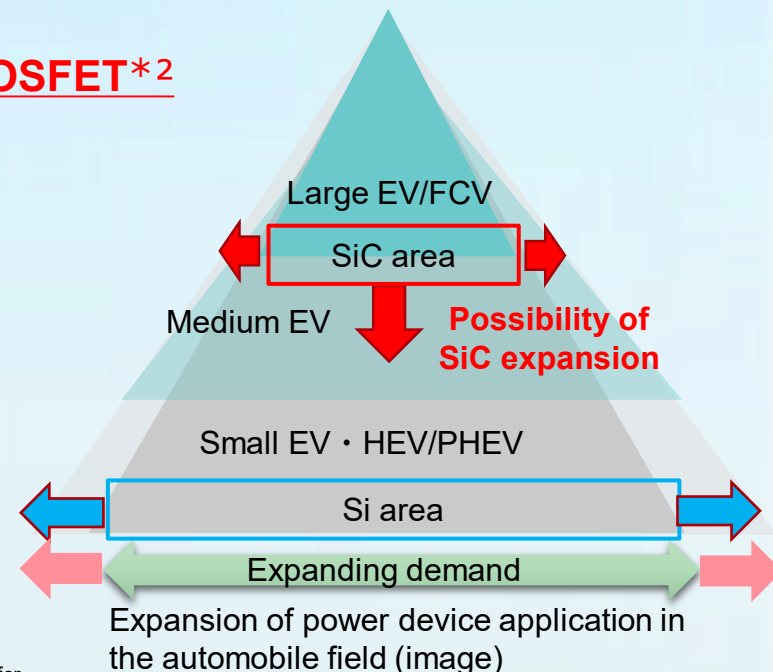 OSFET*2
Large EV/FCV
SiC area
Medium EV
Possibility of
SiC expansion
Small EV・HEV/PHEV
Si area
Expanding demand
Expansion of power device application in
the automobile field (image)